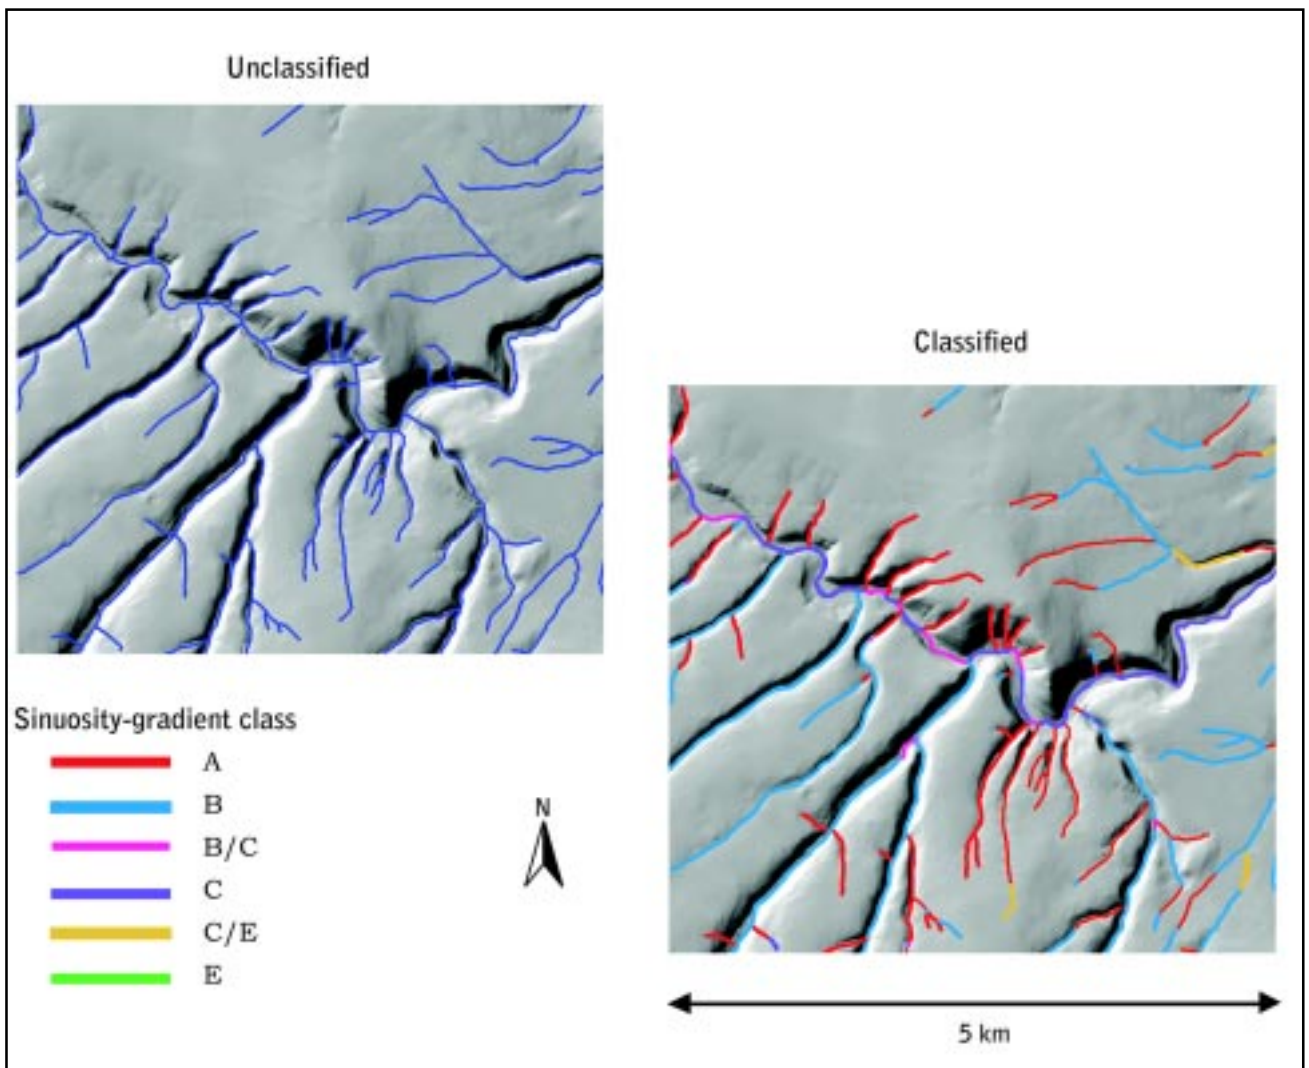 Unclassified
Classified
Sinuosity-gradient class
A
B
B/C
C
C/E
E
N
5 km